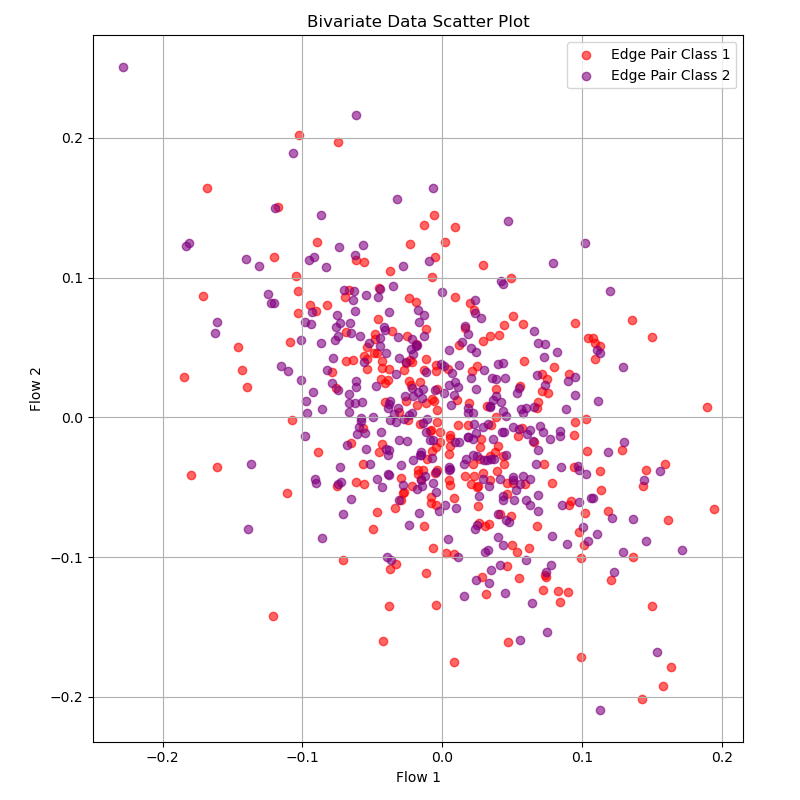 Bivariate Data Scatter Plot
Edge Pair Class 1
Edge Pair Class 2
0.2
0.1
0.0
−0.1
−0.2
Flow 2
−0.2
−0.1
0.0
0.1
0.2
Flow 1